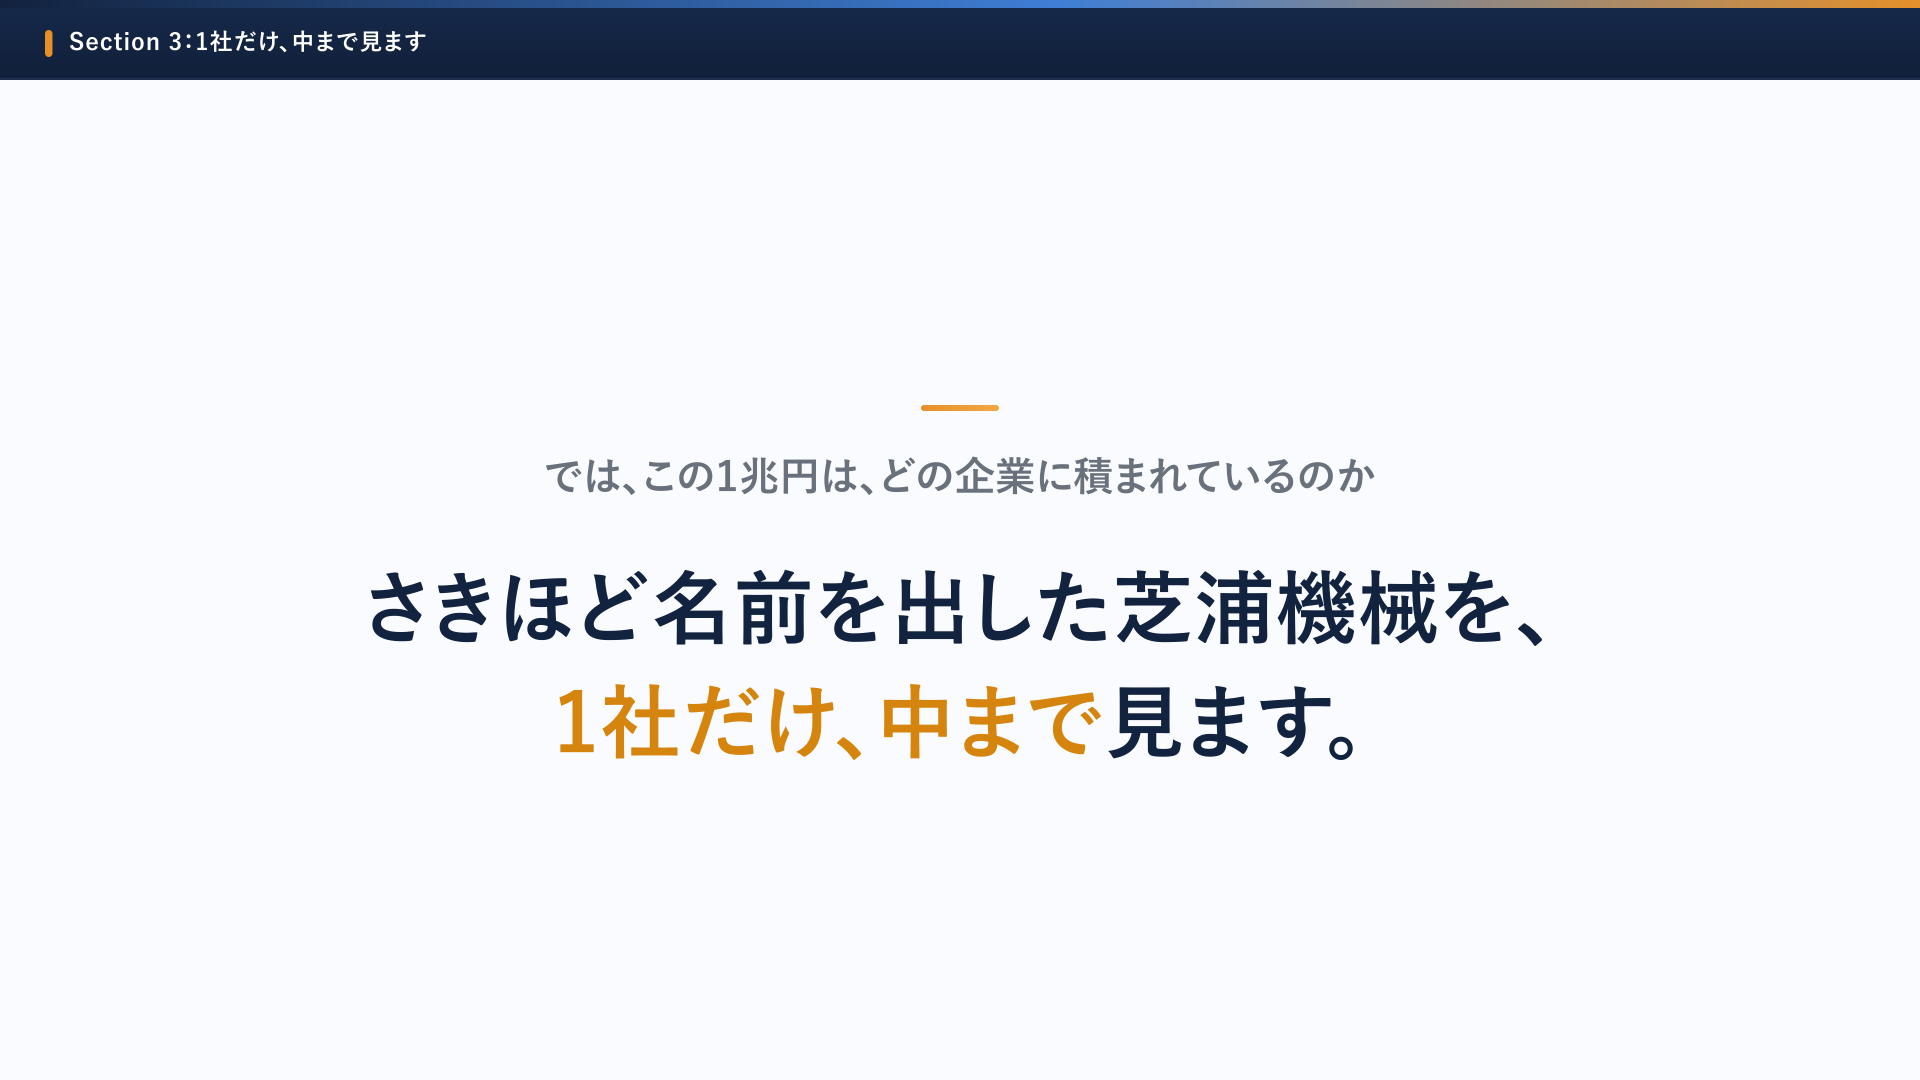 Section 3：1社だけ、中まで見ます
では、この1兆円は、どの企業に積まれているのか
さきほど名前を出した芝浦機械を、
1社だけ、中まで見ます。